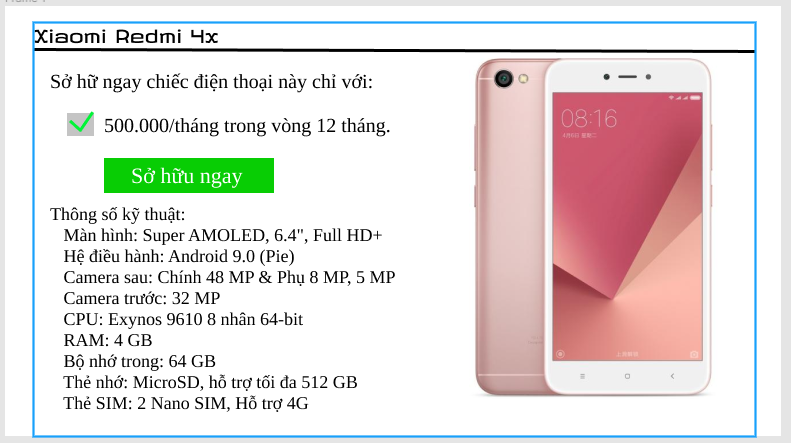 Xiaomi Redmi 4x
Sở hữ ngay chiếc điện thoại này chỉ với:
500.000/tháng trong vòng 12 tháng.
Sở hữu ngay
08:16
Thông số kỹ thuật:
Màn hình: Super AMOLED, 6.4", Full HD+
Hệ điều hành: Android 9.0 (Pie)
Camera sau: Chính 48 MP & Phụ 8 MP, 5 MP
Camera trước: 32 MP
CPU: Exynos 9610 8 nhân 64-bit
RAM: 4 GB
Bộ nhớ trong: 64 GB
Thẻ nhớ: MicroSD, hỗ trợ tối đa 512 GB
Thẻ SIM: 2 Nano SIM, Hỗ trợ 4G